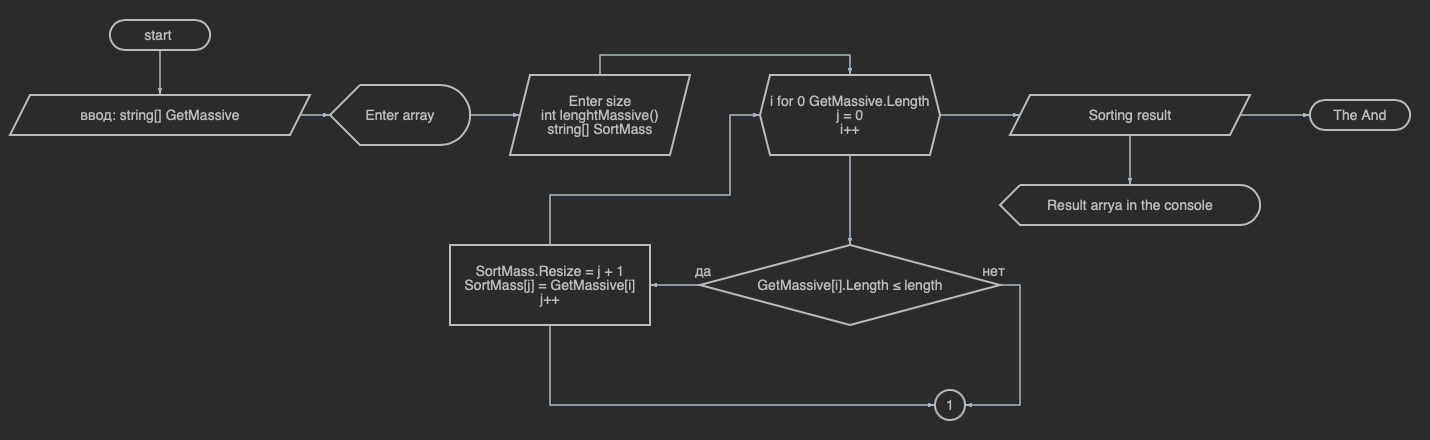 start
ввод: string[] GetMassive
Enter array
Enter size
int lenghtMassive()
string[] SortMass
i for 0 GetMassive.Length
j = 0
i++
Sorting result
The And
Result arrya in the console
SortMass.Resize = j + 1
SortMass[j] = GetMassive[i]
j++
да
GetMassive[i].Length ≤ length
нет
1